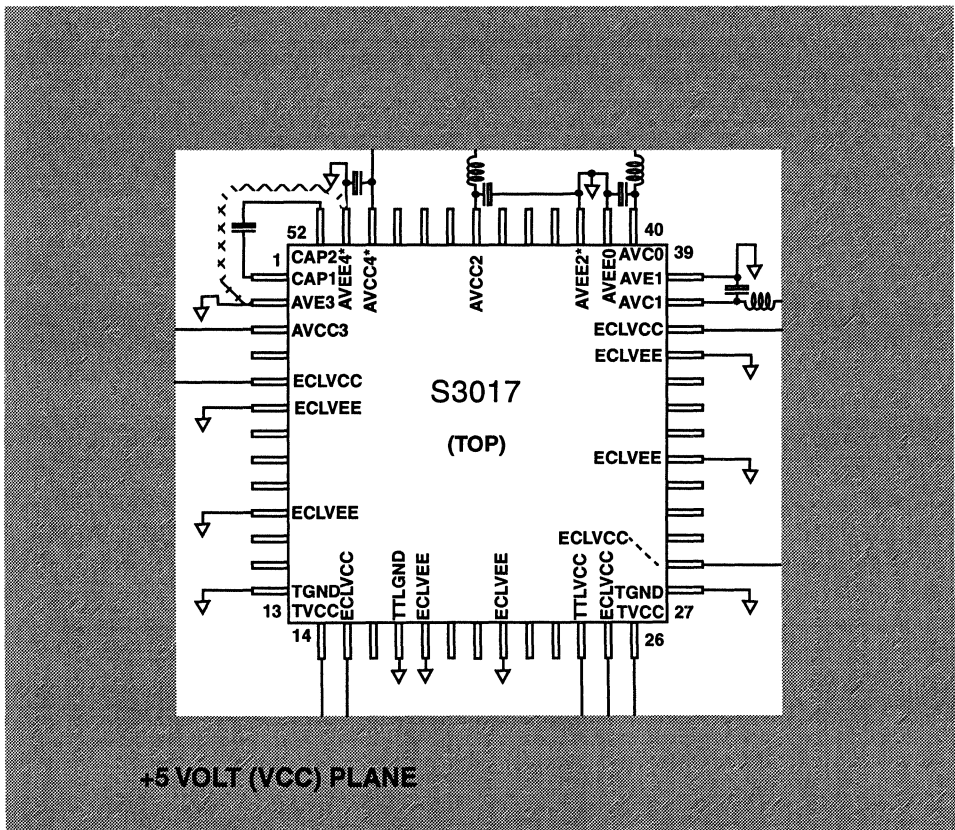 52
40
1
CAP2
AVEE4*
AVCC4*
AVCC2
AVEE2*
AVEE0
AVC0
39
CAP1
AVE1
AVE3
AVC1
AVCC3
ECLVCC
ECLVEE
ECLVCC
S3017
ECLVEE
(TOP)
ECLVEE
ECLVEE
ECLVCC
TGND
ECLVCC
TTLGND
ECLVEE
ECLVEE
TTLVCC
ECLVCC
TGND
13
TVCC
TVCC
27
14
26
+5 VOLT (VCC) PLANE